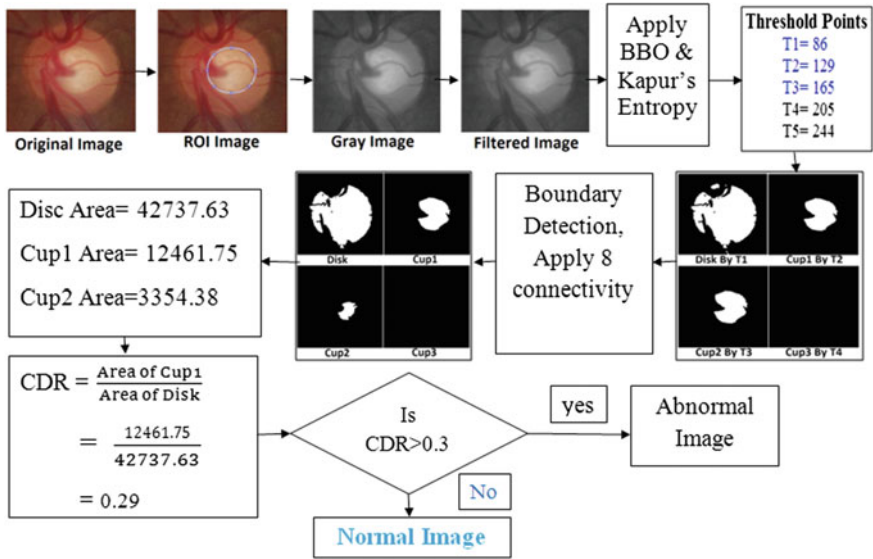 Original Image
ROI Image
Gray Image
Filtered Image
Apply
BBO &
Kapur's
Entropy
Threshold Points
T1= 86
T2= 129
T3= 165
T4= 205
T5= 244
Disk By T1
Cup1 By T2
Cup2 By T3
Cup3 By T4
Boundary
Detection,
Apply 8
connectivity
Disk
Cup1
Cup2
Cup3
Disc Area= 42737.63
Cup1 Area= 12461.75
Cup2 Area=3354.38
CDR = Area of Cup1 / Area of Disk
= 12461.75 / 42737.63
= 0.29
Is
CDR>0.3
yes
Abnormal
Image
No
Normal Image